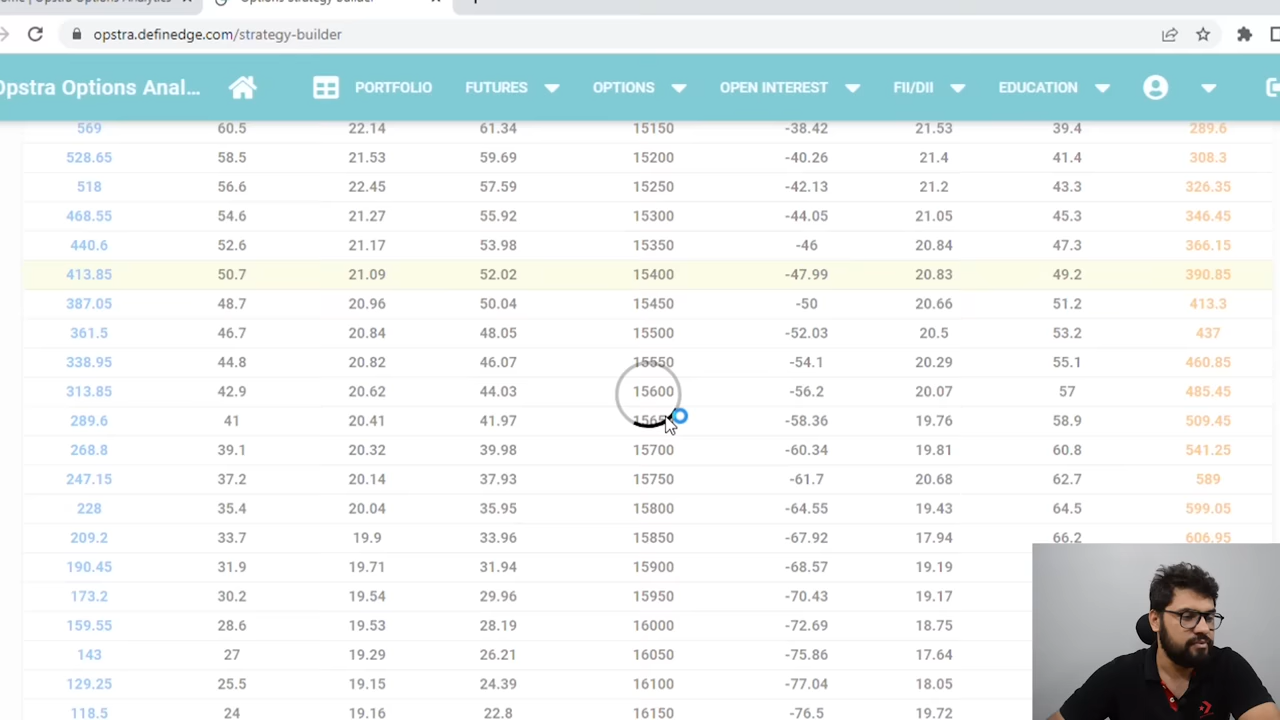 Options strategy builder
opstra.definedge.com/strategy-builder
Opstra Options Anal... PORTFOLIO FUTURES OPTIONS OPEN INTEREST FII/DII EDUCATION
569 60.5 22.14 61.34 15150 -38.42 21.53 39.4 289.6
528.65 58.5 21.53 59.69 15200 -40.26 21.4 41.4 308.3
518 56.6 22.45 57.59 15250 -42.13 21.2 43.3 326.35
468.55 54.6 21.27 55.92 15300 -44.05 21.05 45.3 346.45
440.6 52.6 21.17 53.98 15350 -46 20.84 47.3 366.15
413.85 50.7 21.09 52.02 15400 -47.99 20.83 49.2 390.85
387.05 48.7 20.96 50.04 15450 -50 20.66 51.2 413.3
361.5 46.7 20.84 48.05 15500 -52.03 20.5 53.2 437
338.95 44.8 20.82 46.07 15550 -54.1 20.29 55.1 460.85
313.85 42.9 20.62 44.03 15600 -56.2 20.07 57 485.45
289.6 41 20.41 41.97 15650 -58.36 19.76 58.9 509.45
268.8 39.1 20.32 39.98 15700 -60.34 19.81 60.8 541.25
247.15 37.2 20.14 37.93 15750 -61.7 20.68 62.7 589
228 35.4 20.04 35.95 15800 -64.55 19.43 64.5 599.05
209.2 33.7 19.9 33.96 15850 -67.92 17.94 66.2 606.95
190.45 31.9 19.71 31.94 15900 -68.57 19.19
173.2 30.2 19.54 29.96 15950 -70.43 19.17
159.55 28.6 19.53 28.19 16000 -72.69 18.75
143 27 19.29 26.21 16050 -75.86 17.64
129.25 25.5 19.15 24.39 16100 -77.04 18.05
118.5 24 19.16 22.8 16150 -76.5 19.72